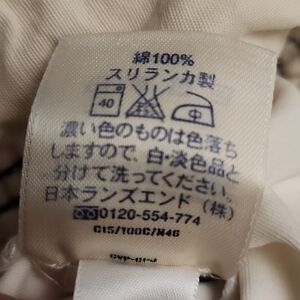 綿100%
スリランカ製
40
濃い色のものは色落ち
しますので、白・淡色品と
分けて洗ってください。
日本ランズエンド(株)
0120-554-774
C15/100C/N46